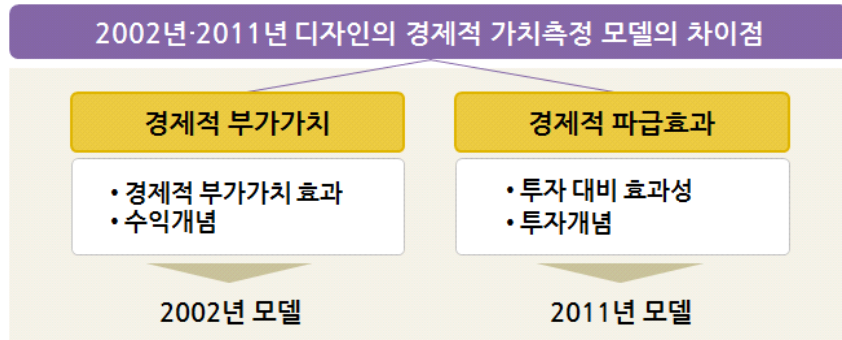 2002년·2011년 디자인의 경제적 가치측정 모델의 차이점
경제적 부가가치
• 경제적 부가가치 효과
• 수익개념
2002년 모델
경제적 파급효과
• 투자 대비 효과성
• 투자개념
2011년 모델